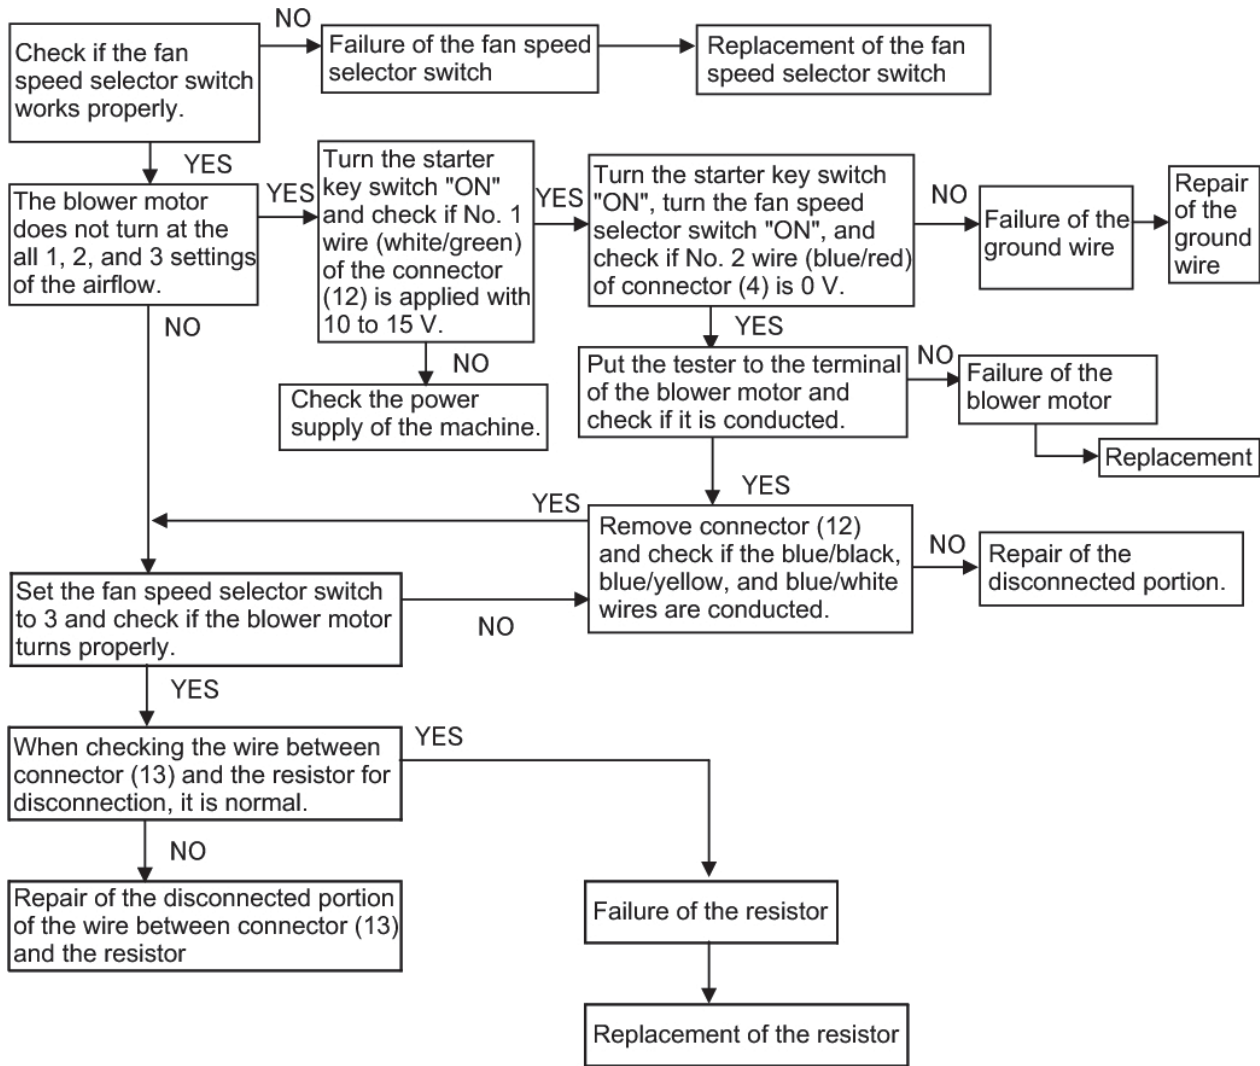 Check if the fan
speed selector switch
works properly.
NO
Failure of the fan speed
selector switch
Replacement of the fan
speed selector switch
YES
The blower motor
does not turn at the
all 1, 2, and 3 settings
of the airflow.
YES
Turn the starter
key switch "ON"
and check if No. 1
wire (white/green)
of the connector
(12) is applied with
10 to 15 V.
YES
Turn the starter key switch
"ON", turn the fan speed
selector switch "ON", and
check if No. 2 wire (blue/red)
of connector (4) is 0 V.
NO
Failure of the
ground wire
Repair
of the
ground
wire
NO
NO
Check the power
supply of the machine.
YES
Put the tester to the terminal
of the blower motor and
check if it is conducted.
NO
Failure of the
blower motor
Replacement
YES
YES
Remove connector (12)
and check if the blue/black,
blue/yellow, and blue/white
wires are conducted.
NO
Repair of the
disconnected portion.
Set the fan speed selector switch
to 3 and check if the blower motor
turns properly.
NO
YES
When checking the wire between
connector (13) and the resistor for
disconnection, it is normal.
YES
NO
Repair of the disconnected portion
of the wire between connector (13)
and the resistor
Failure of the resistor
Replacement of the resistor